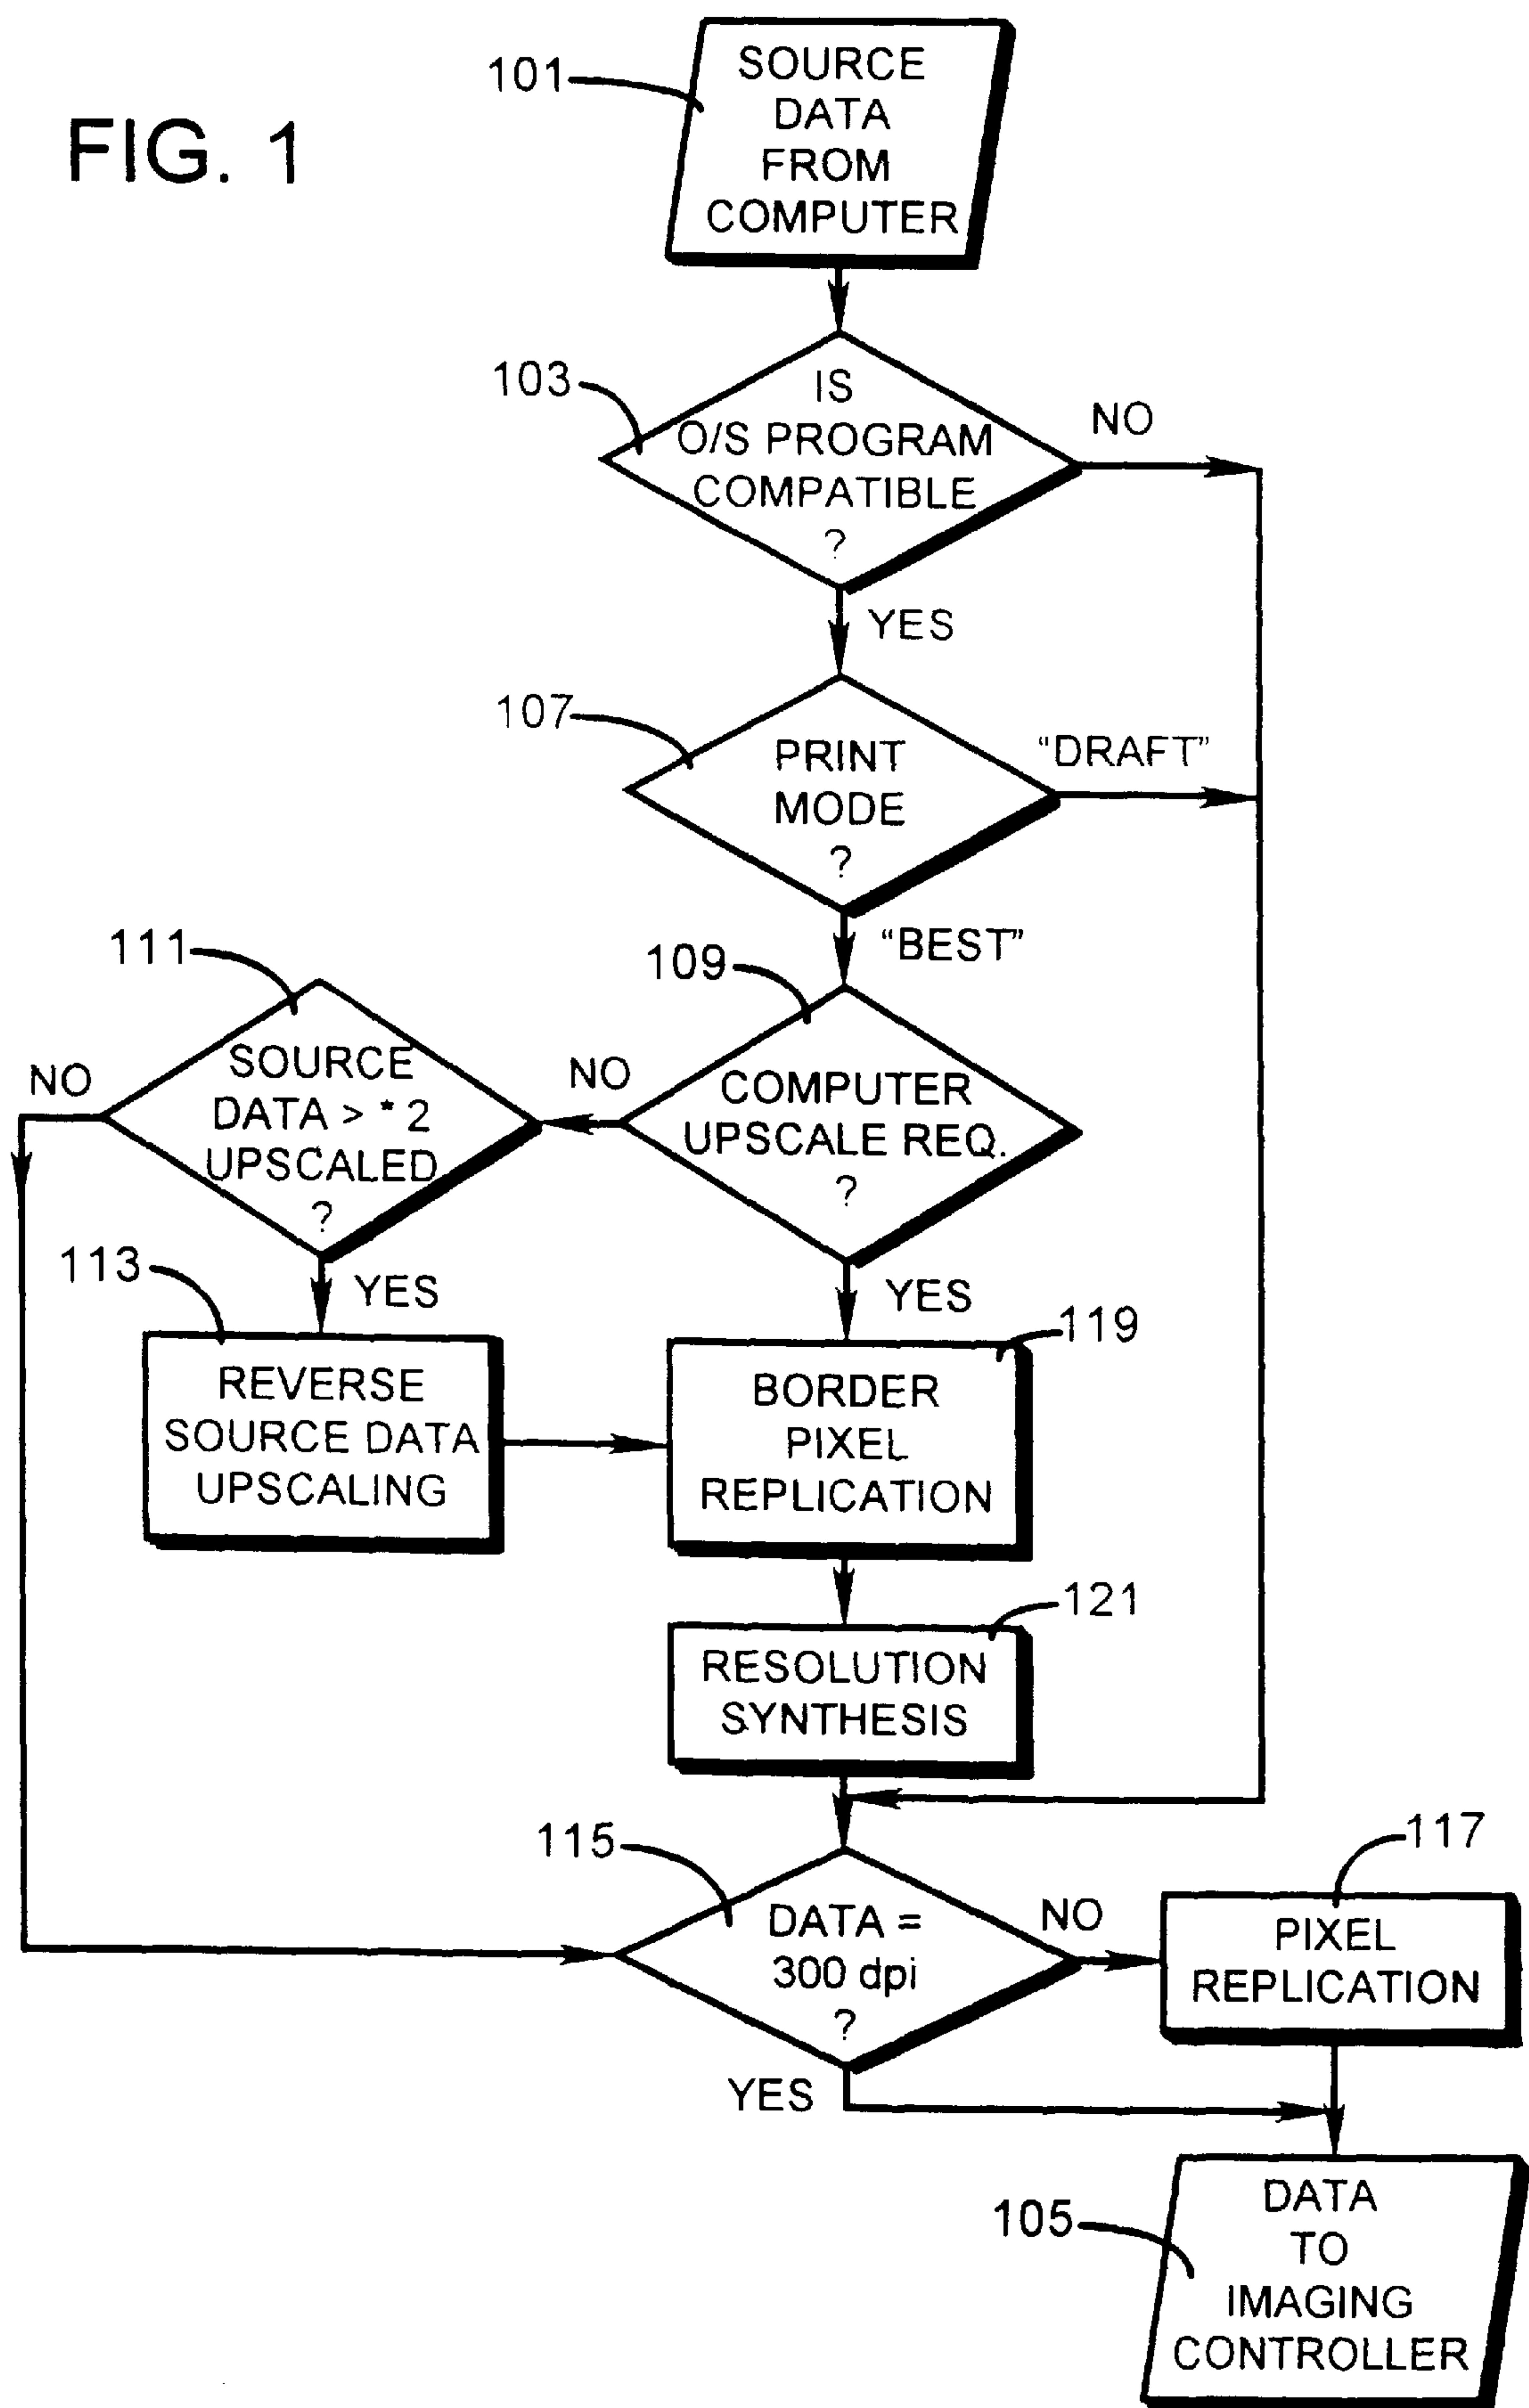 FIG. 1
101
SOURCE
DATA
FROM
COMPUTER
103
IS
O/S PROGRAM
COMPATIBLE
?
NO
YES
107
PRINT
MODE
?
“DRAFT”
“BEST”
111
109
NO
SOURCE
DATA > * 2
UPSCALED
?
NO
COMPUTER
UPSCALE REQ.
?
113
YES
YES
119
REVERSE
SOURCE DATA
UPSCALING
BORDER
PIXEL
REPLICATION
121
RESOLUTION
SYNTHESIS
115
DATA =
300 dpi
?
NO
117
PIXEL
REPLICATION
YES
105
DATA
TO
IMAGING
CONTROLLER